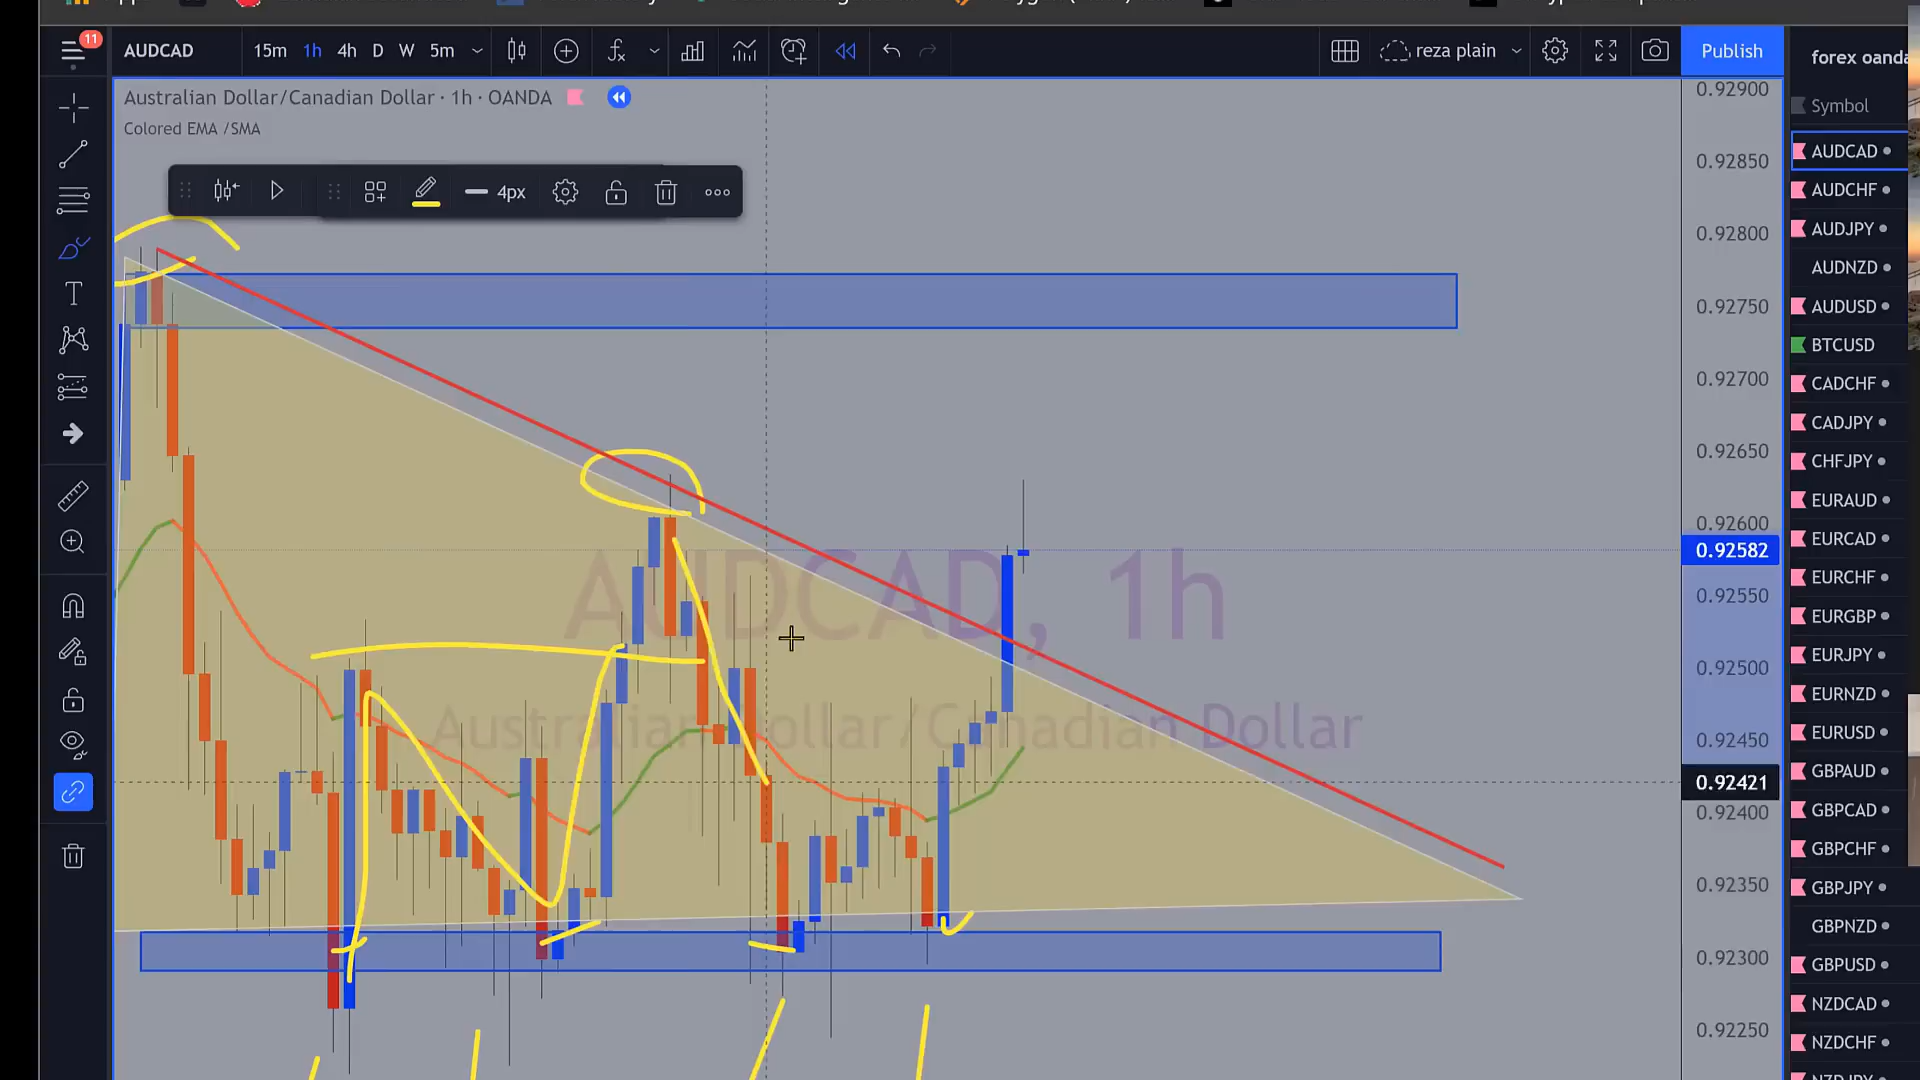 11
AUDCAD
15m 1h 4h D W 5m
reza plain
Publish
forex oanda
Australian Dollar/Canadian Dollar · 1h · OANDA
Colored EMA /SMA
4px
AUDCAD, 1h
Australian Dollar/Canadian Dollar
0.92900
0.92850
0.92800
0.92750
0.92700
0.92650
0.92600
0.92582
0.92550
0.92500
0.92450
0.92421
0.92400
0.92350
0.92300
0.92250
Symbol
AUDCAD
AUDCHF
AUDJPY
AUDNZD
AUDUSD
BTCUSD
CADCHF
CADJPY
CHFJPY
EURAUD
EURCAD
EURCHF
EURGBP
EURJPY
EURNZD
EURUSD
GBPAUD
GBPCAD
GBPCHF
GBPJPY
GBPNZD
GBPUSD
NZDCAD
NZDCHF